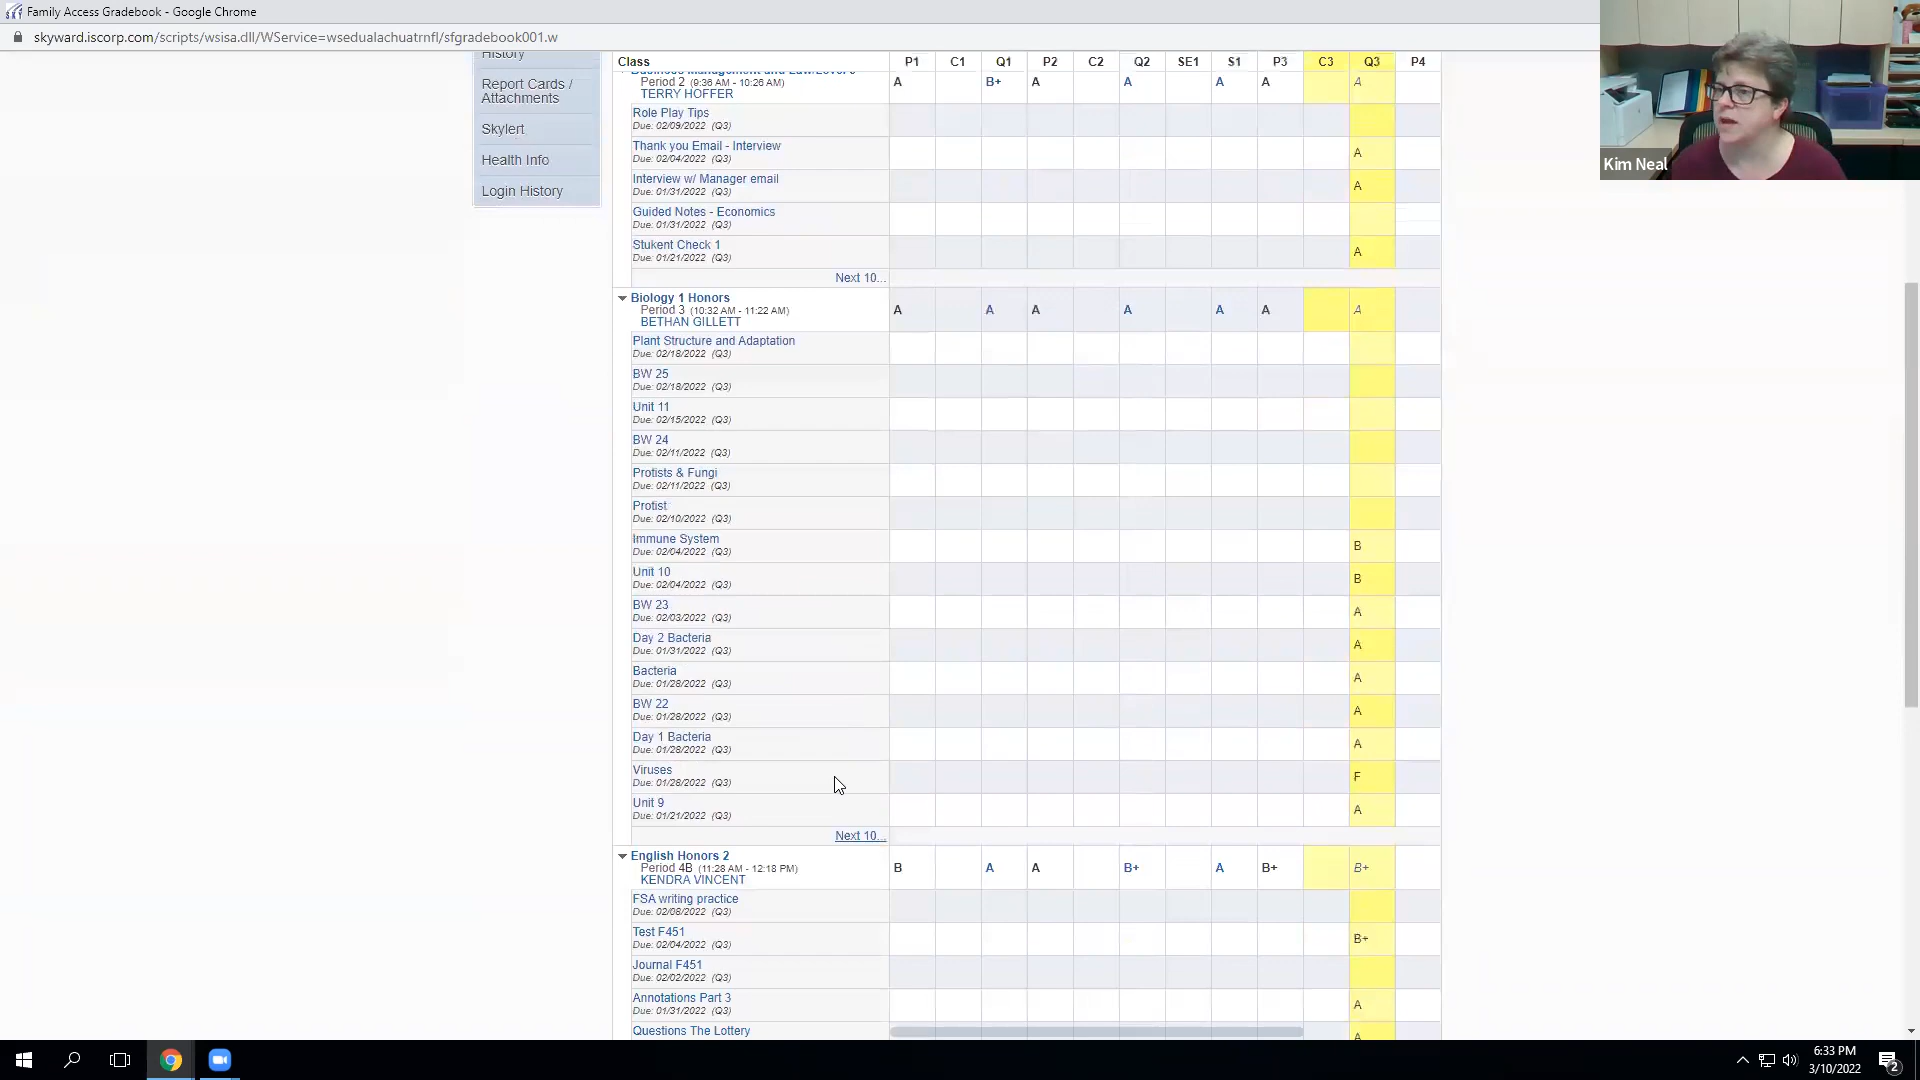 Family Access Gradebook - Google Chrome
skyward.iscorp.com/scripts/wsisa.dll/WService=wsedualachuatrnfl/sfgradebook001.w
History
Report Cards /
Attachments
Skylert
Health Info
Login History
Class P1 C1 Q1 P2 C2 Q2 SE1 S1 P3 C3 Q3 P4
Period 2 (9:36 AM - 10:26 AM) A B+ A A A A A
TERRY HOFFER
Role Play Tips
Due: 02/09/2022 (Q3)
Thank you Email - Interview
Due: 02/04/2022 (Q3) A
Interview w/ Manager email
Due: 01/31/2022 (Q3) A
Guided Notes - Economics
Due: 01/31/2022 (Q3)
Stukent Check 1
Due: 01/21/2022 (Q3) A
Next 10...
Biology 1 Honors
Period 3 (10:32 AM - 11:22 AM) A A A A A A A
BETHAN GILLETT
Plant Structure and Adaptation
Due: 02/18/2022 (Q3)
BW 25
Due: 02/18/2022 (Q3)
Unit 11
Due: 02/15/2022 (Q3)
BW 24
Due: 02/11/2022 (Q3)
Protists & Fungi
Due: 02/11/2022 (Q3)
Protist
Due: 02/10/2022 (Q3)
Immune System
Due: 02/04/2022 (Q3) B
Unit 10
Due: 02/04/2022 (Q3) B
BW 23
Due: 02/03/2022 (Q3) A
Day 2 Bacteria
Due: 01/31/2022 (Q3) A
Bacteria
Due: 01/28/2022 (Q3) A
BW 22
Due: 01/28/2022 (Q3) A
Day 1 Bacteria
Due: 01/28/2022 (Q3) A
Viruses
Due: 01/28/2022 (Q3) F
Unit 9
Due: 01/21/2022 (Q3) A
Next 10...
English Honors 2
Period 4B (11:28 AM - 12:18 PM) B A A B+ A B+ B+
KENDRA VINCENT
FSA writing practice
Due: 02/08/2022 (Q3)
Test F451
Due: 02/04/2022 (Q3) B+
Journal F451
Due: 02/02/2022 (Q3)
Annotations Part 3
Due: 01/31/2022 (Q3) A
Questions The Lottery A
Kim Neal
6:33 PM
3/10/2022
2